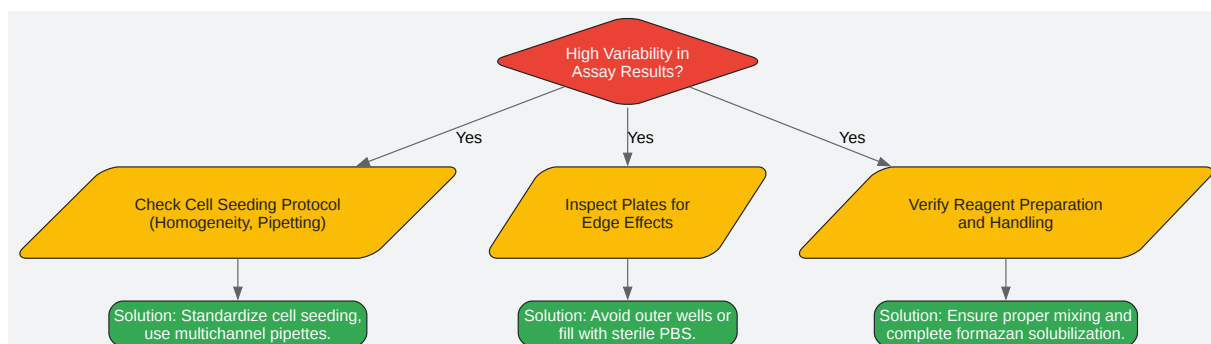 High Variability in
Assay Results?
Yes
Yes
Yes
Check Cell Seeding Protocol
(Homogeneity, Pipetting)
Inspect Plates for
Edge Effects
Verify Reagent Preparation
and Handling
Solution: Standardize cell seeding,
use multichannel pipettes.
Solution: Avoid outer wells or
fill with sterile PBS.
Solution: Ensure proper mixing and
complete formazan solubilization.